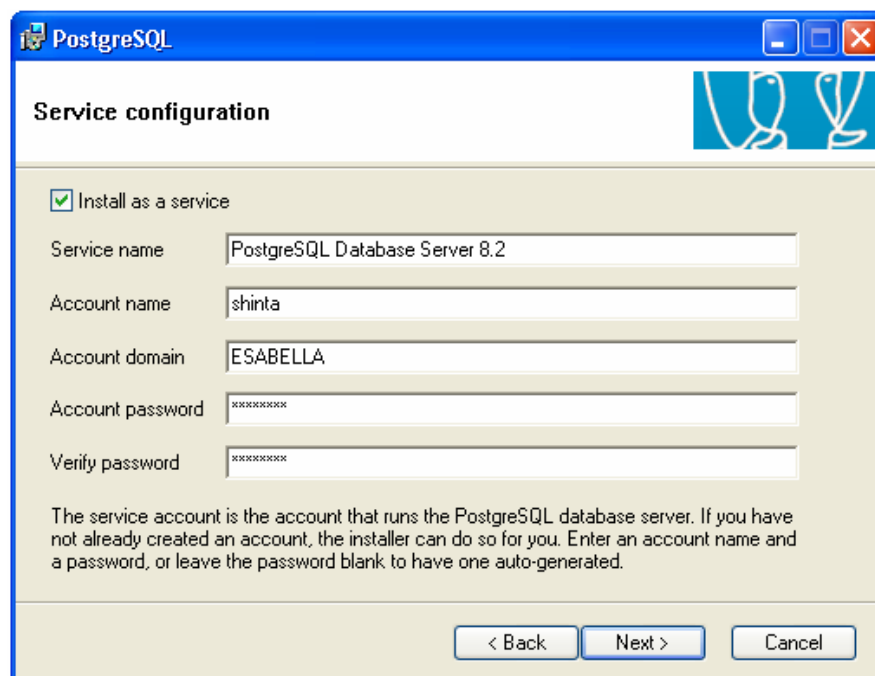 PostgreSQL
Service configuration
Install as a service
Service name PostgreSQL Database Server 8.2
Account name shinta
Account domain ESABELLA
Account password ********
Verify password ********
The service account is the account that runs the PostgreSQL database server. If you have
not already created an account, the installer can do so for you. Enter an account name and
a password, or leave the password blank to have one auto-generated.
< Back Next > Cancel